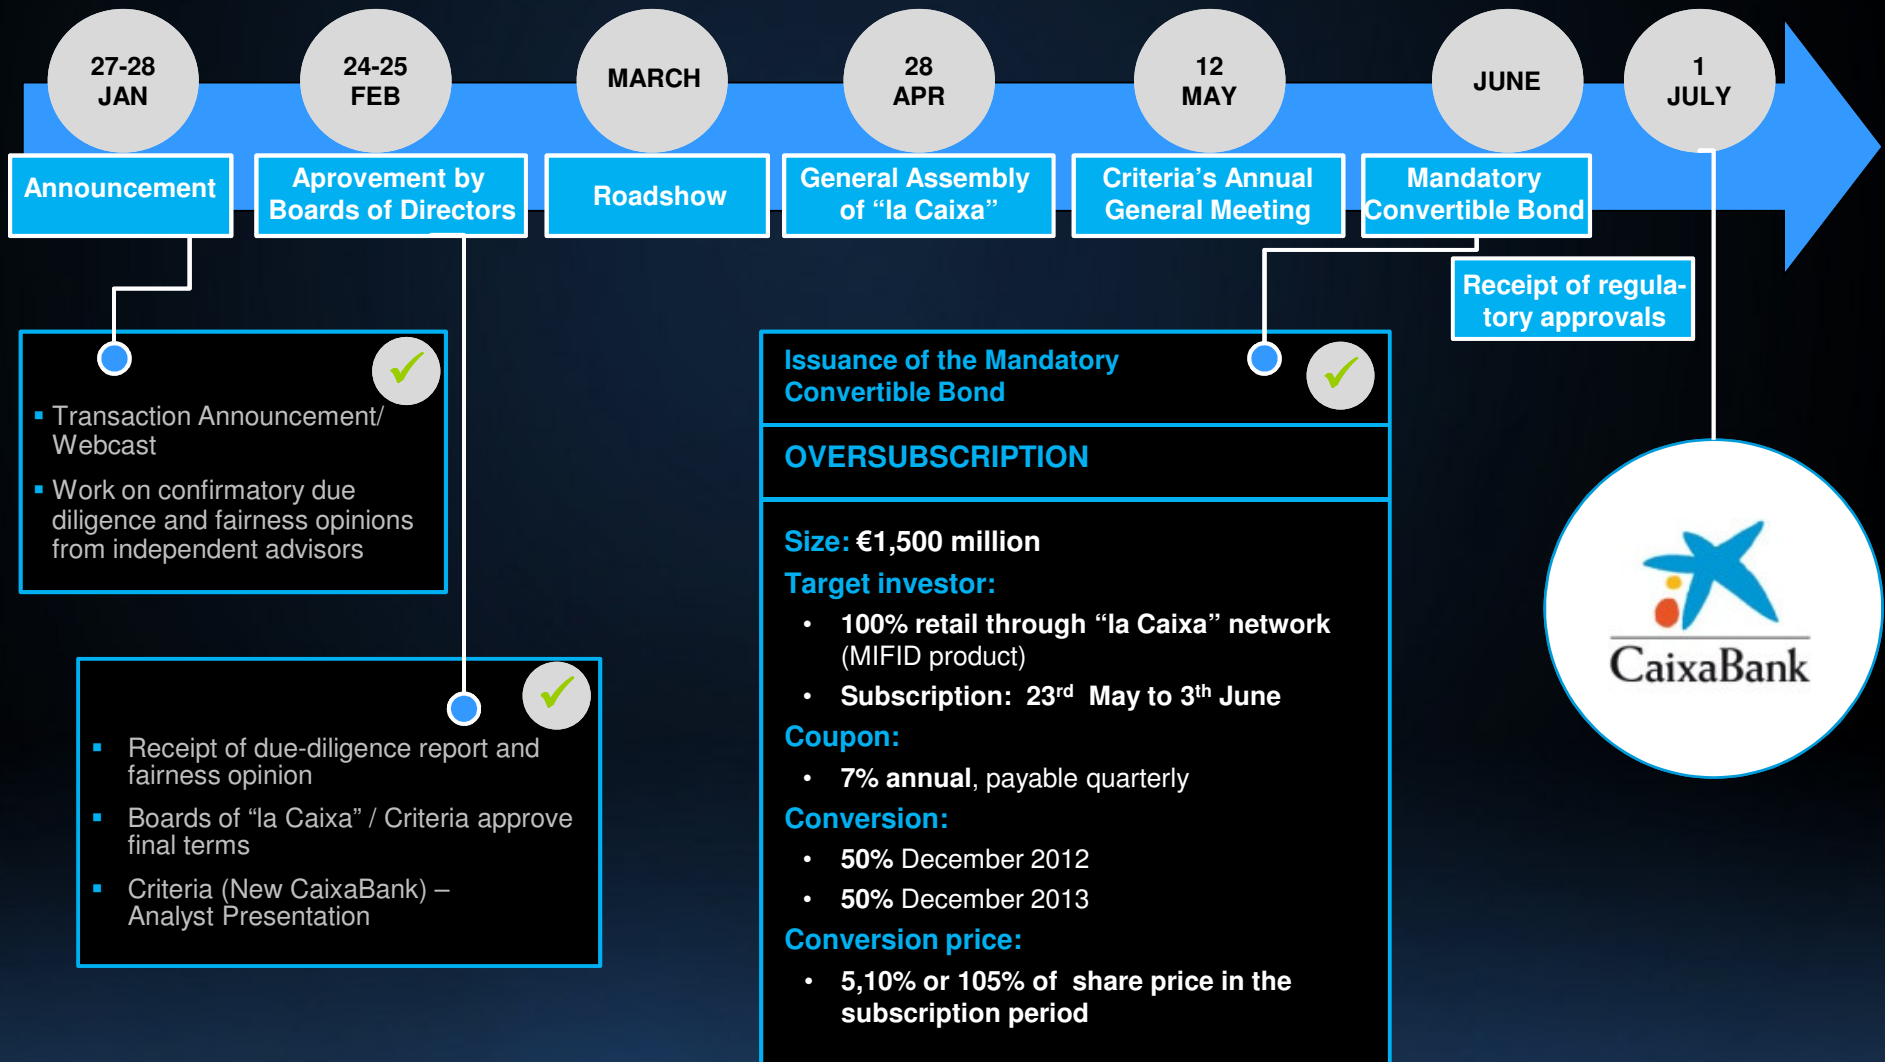 27-28
JAN
24-25
FEB
MARCH
28
APR
12
MAY
JUNE
1
JULY
Announcement
Aprovement by
Boards of Directors
Roadshow
General Assembly
of “la Caixa”
Criteria’s Annual
General Meeting
Mandatory
Convertible Bond
Receipt of regula-
tory approvals
▪ Transaction Announcement/
Webcast
▪ Work on confirmatory due
diligence and fairness opinions
from independent advisors
▪ Receipt of due-diligence report and
fairness opinion
▪ Boards of “la Caixa” / Criteria approve
final terms
▪ Criteria (New CaixaBank) –
Analyst Presentation
Issuance of the Mandatory
Convertible Bond
OVERSUBSCRIPTION
Size: €1,500 million
Target investor:
• 100% retail through “la Caixa” network
(MIFID product)
• Subscription: 23rd May to 3th June
Coupon:
• 7% annual, payable quarterly
Conversion:
• 50% December 2012
• 50% December 2013
Conversion price:
• 5,10% or 105% of share price in the
subscription period
CaixaBank